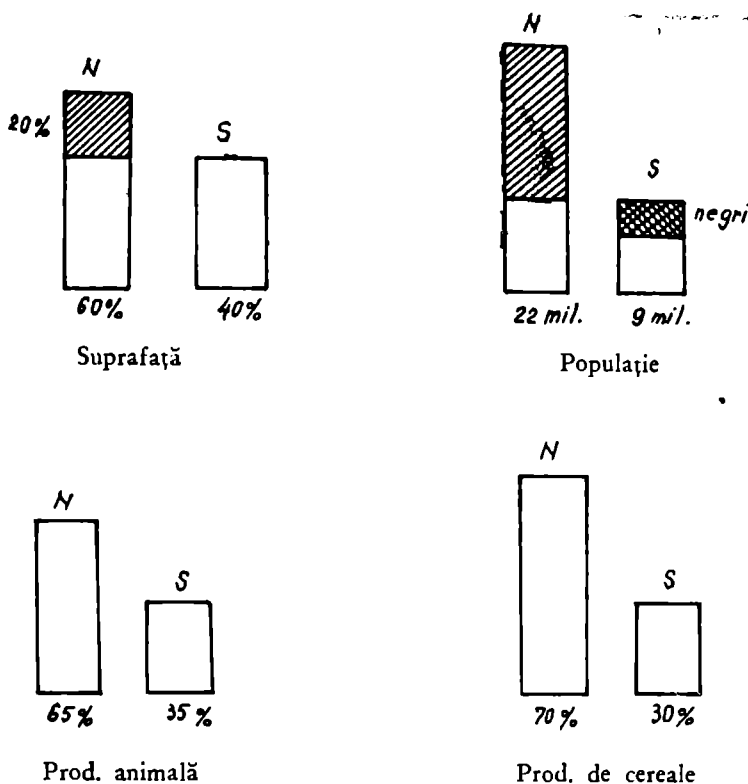 N
20%
S
60%
40%
Suprafață
N
S
negri
22 mil.
9 mil.
Populație
N
S
65%
35%
Prod. animală
N
S
70%
30%
Prod. de cereale